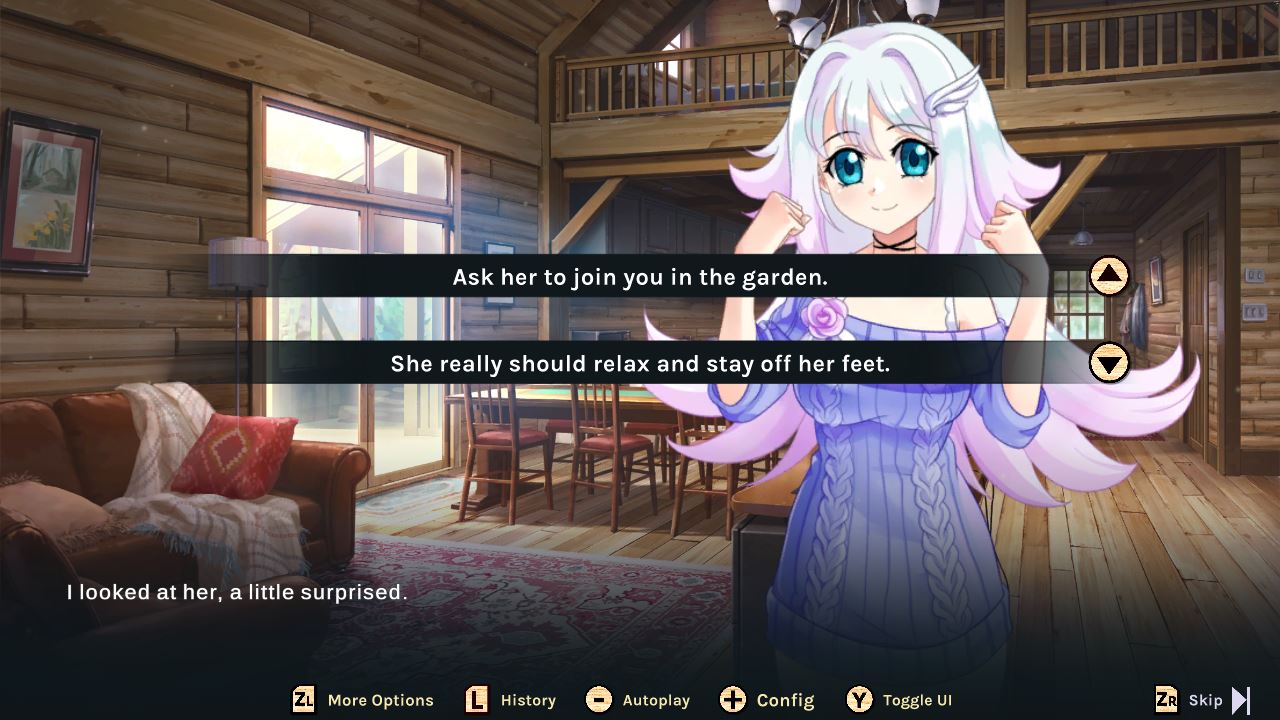 Ask her to join you in the garden.
She really should relax and stay off her feet.
I looked at her, a little surprised.
ZL More Options L History - Autoplay + Config Y Toggle UI ZR Skip